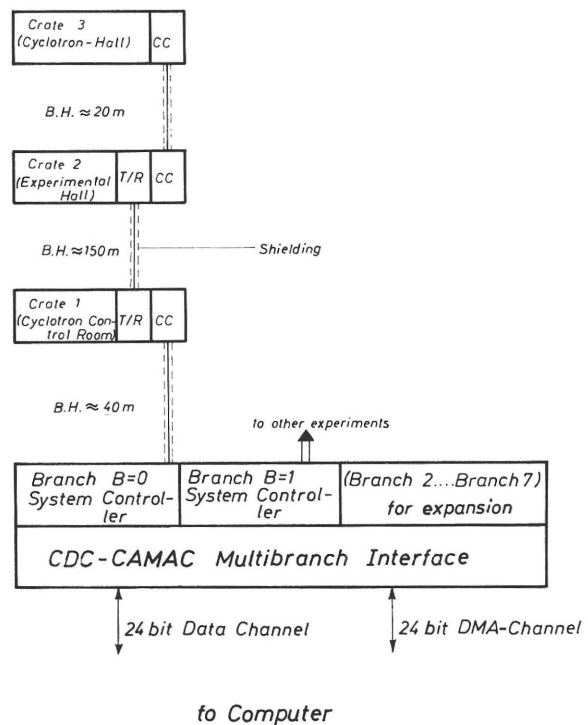 Crate 3
(Cyclotron-Hall)
CC
B.H. ≈ 20 m
Crate 2
(Experimental
Hall)
T/R
CC
B.H. ≈ 150 m
Shielding
Crate 1
(Cyclotron Con-
trol Room)
T/R
CC
B.H. ≈ 40 m
to other experiments
Branch B=0
System Control-
ler
Branch B=1
System Control-
ler
(Branch 2....Branch 7)
for expansion
CDC-CAMAC Multibranch Interface
24 bit Data Channel
24 bit DMA-Channel
to Computer